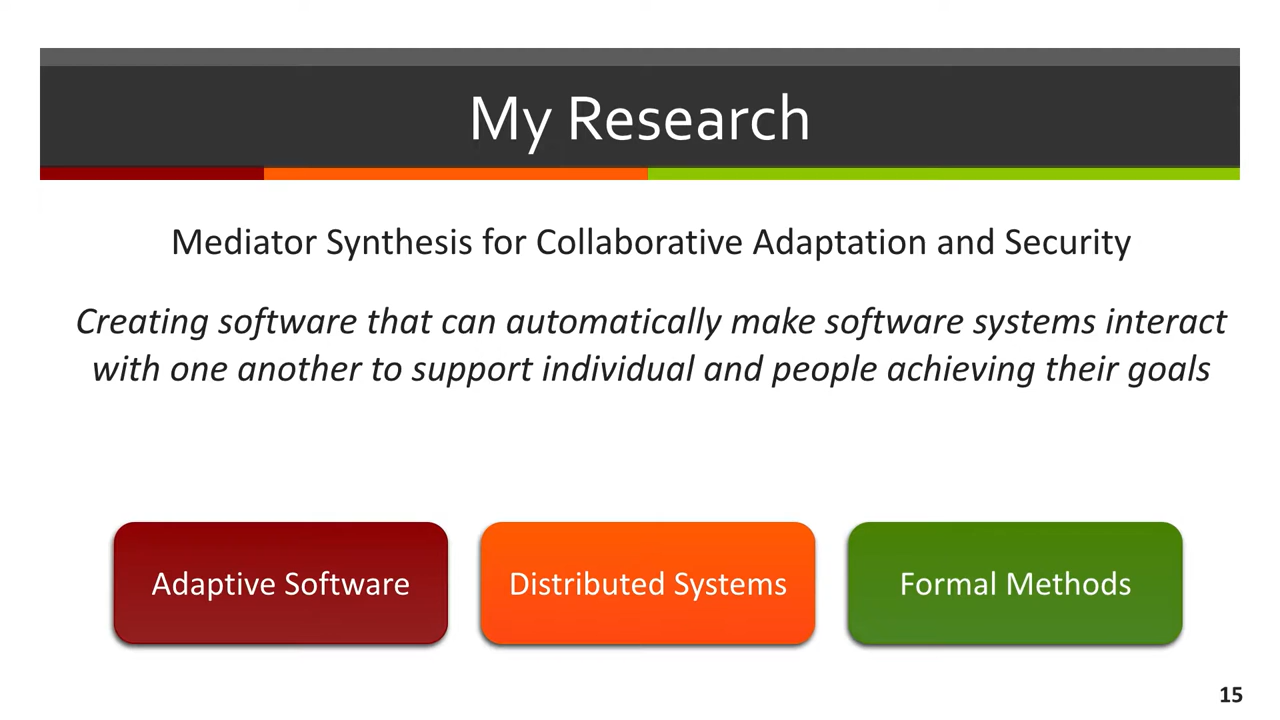 My Research
Mediator Synthesis for Collaborative Adaptation and Security
Creating software that can automatically make software systems interact
with one another to support individual and people achieving their goals
Adaptive Software
Distributed Systems
Formal Methods
15